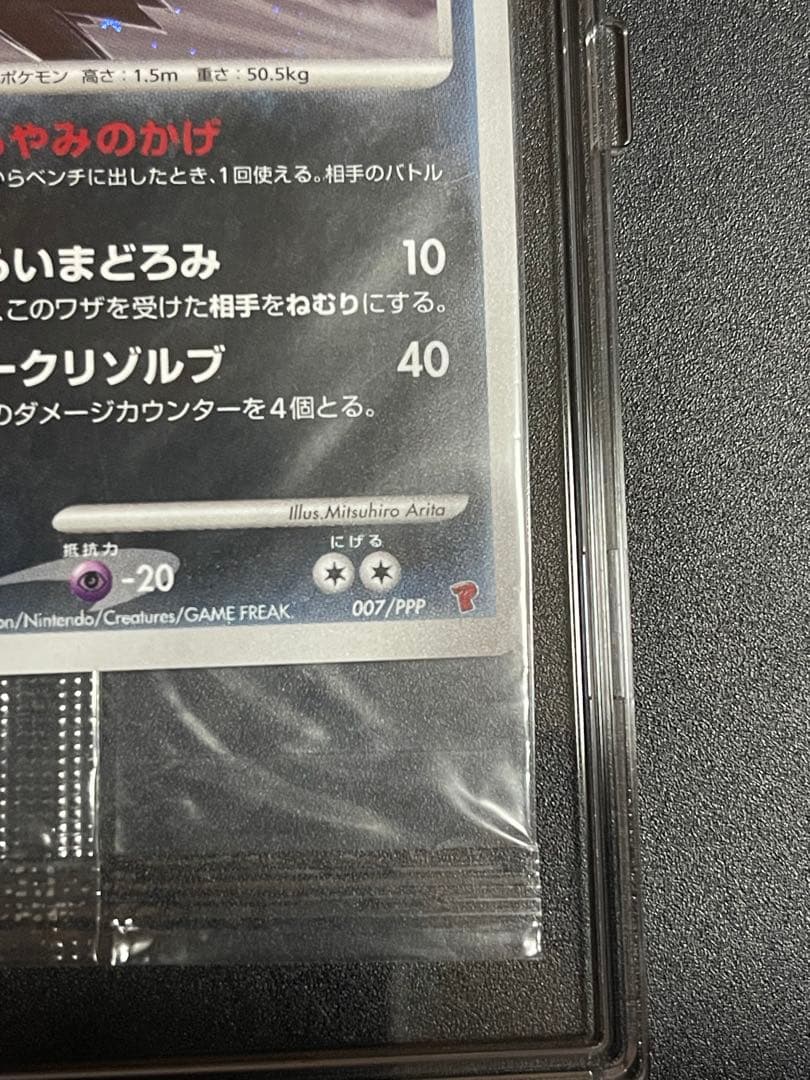 ポケモン 高さ：1.5m 重さ：50.5kg
やみのかげ
からベンチに出したとき、1回使える。相手のバトル
らいまどろみ 10
、このワザを受けた相手をねむりにする。
ークリゾルブ 40
のダメージカウンターを4個とる。
Illus.Mitsuhiro Arita
抵抗力 にげる
-20
on/Nintendo/Creatures/GAME FREAK.
007/PPP
P